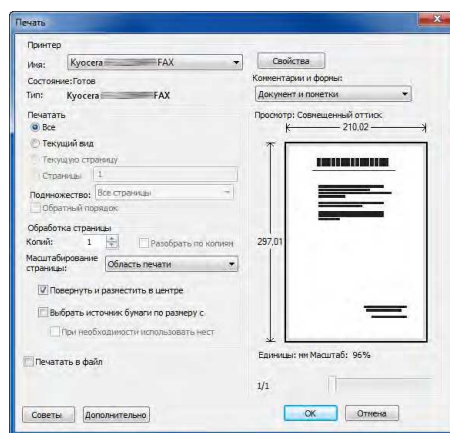 Печать
Принтер
Имя: Kyocera FAX
Свойства
Состояние: Готов
Комментарии и формы:
Тип: Kyocera FAX
Документ и пометки
Печатать
Просмотр: Совмещенный оттиск
Все
210,02
Текущий вид
Текущую страницу
Страницы 1
Подмножество: Все страницы
Обратный порядок
297,01
Обработка страницы
Копий: 1
Разобрать по копиям
Масштабирование страницы:
Область печати
Повернуть и разместить в центре
Выбрать источник бумаги по размеру с
При необходимости использовать нест
Единицы: мм Масштаб: 96%
Печатать в файл
1/1
Советы
Дополнительно
OK
Отмена